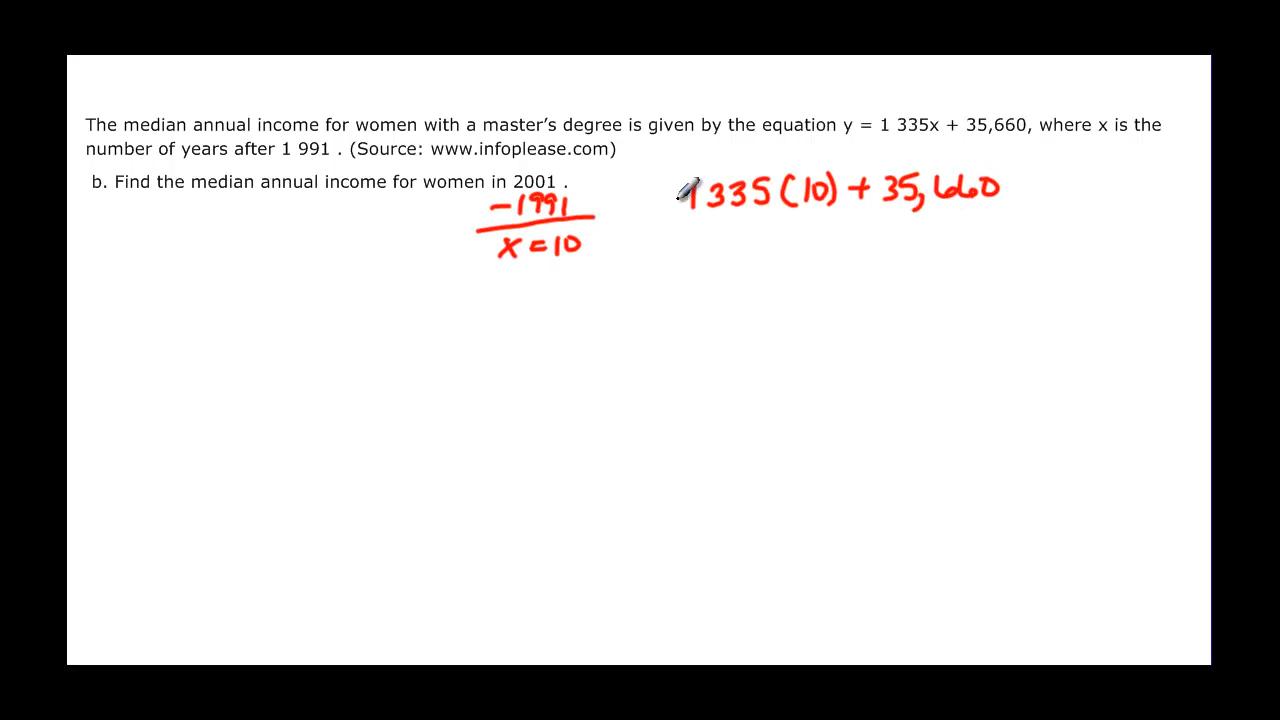 The median annual income for women with a master’s degree is given by the equation y = 1 335x + 35,660, where x is the
number of years after 1 991 . (Source: www.infoplease.com)
b. Find the median annual income for women in 2001 .
1335(10) + 35,660
-1991
x = 10